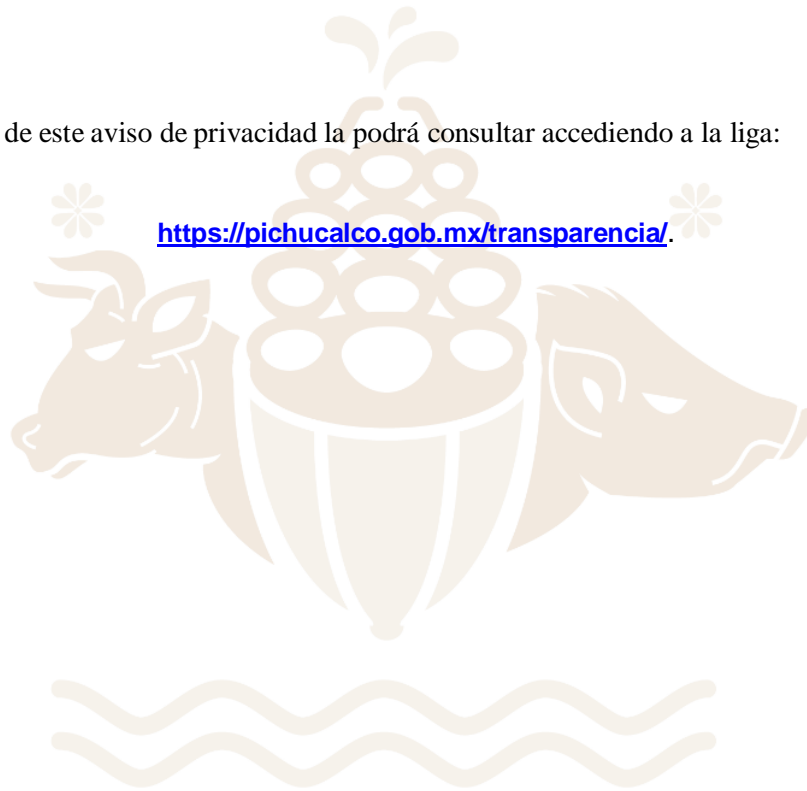 de este aviso de privacidad la podrá consultar accediendo a la liga:
https://pichucalco.gob.mx/transparencia/.